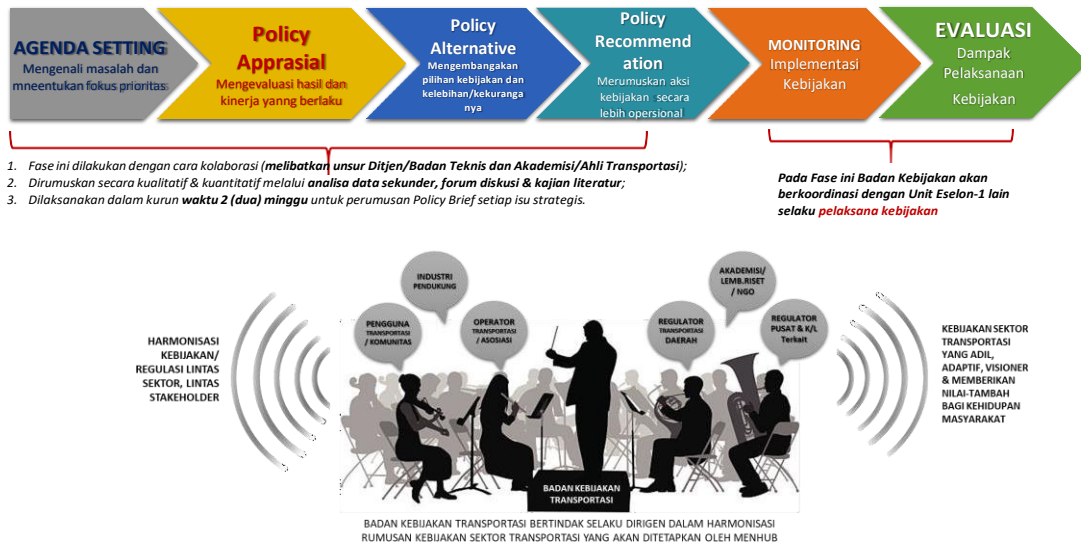 AGENDA SETTING
Mengenali masalah dan
mneentukan fokus prioritas
Policy
Apprasial
Mengevaluasi hasil dan
kinerja yanng berlaku
Policy
Alternative
Mengembangakan
pilihan kebijakan dan
kelebihan/kekuranga
nya
Policy
Recommend
ation
Merumuskan aksi
kebijakan secara
lebih opersional
MONITORING
Implementasi
Kebijakan
EVALUASI
Dampak
Pelaksanaan
Kebijakan
1. Fase ini dilakukan dengan cara kolaborasi (melibatkan unsur Ditjen/Badan Teknis dan Akademisi/Ahli Transportasi);
2. Dirumuskan secara kualitatif & kuantitatif melalui analisa data sekunder, forum diskusi & kajian literatur;
3. Dilaksanakan dalam kurun waktu 2 (dua) minggu untuk perumusan Policy Brief setiap isu strategis.
Pada Fase ini Badan Kebijakan akan
berkoordinasi dengan Unit Eselon-1 lain
selaku pelaksana kebijakan
HARMONISASI
KEBIJAKAN/
REGULASI LINTAS
SEKTOR, LINTAS
STAKEHOLDER
PENGGUNA
TRANSPORTASI
/ KOMUNITAS
INDUSTRI
PENDUKUNG
OPERATOR
TRANSPORTASI
/ ASOSIASI
REGULATOR
TRANSPORTASI
DAERAH
AKADEMISI/
LEMB.RISET
/ NGO
REGULATOR
PUSAT & K/L
Terkait
KEBIJAKAN SEKTOR
TRANSPORTASI
YANG ADIL,
ADAPTIF, VISIONER
& MEMBERIKAN
NILAI-TAMBAH
BAGI KEHIDUPAN
MASYARAKAT
BADAN KEBIJAKAN
TRANSPORTASI
BADAN KEBIJAKAN TRANSPORTASI BERTINDAK SELAKU DIRIGEN DALAM HARMONISASI
RUMUSAN KEBIJAKAN SEKTOR TRANSPORTASI YANG AKAN DITETAPKAN OLEH MENHUB